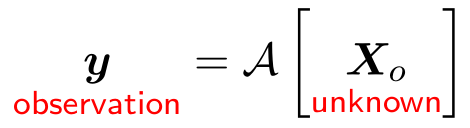 y = 𝒜 [ X_o ]
observation unknown